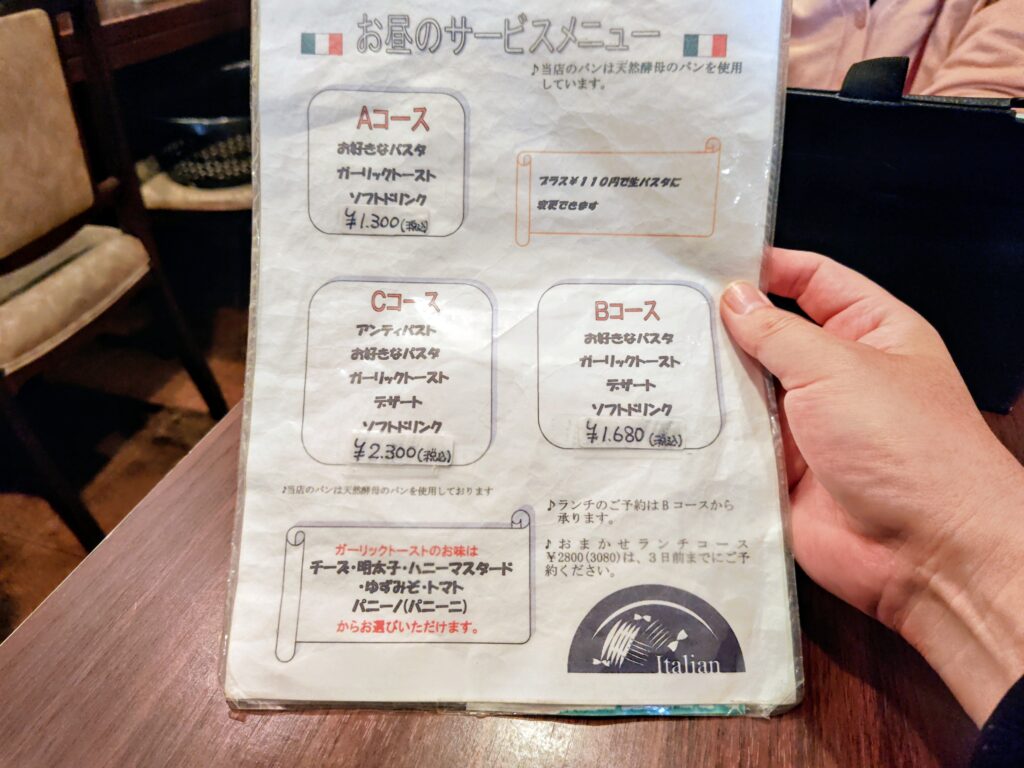 お昼のサービスメニュー
♪当店のパンは天然酵母のパンを使用
しています。
Aコース
お好きなパスタ
ガーリックトースト
ソフトドリンク
¥1.300(税込)
プラス¥110円で生パスタに
変更できます
Cコース
アンティパスト
お好きなパスタ
ガーリックトースト
デザート
ソフトドリンク
¥2.300(税込)
Bコース
お好きなパスタ
ガーリックトースト
デザート
ソフトドリンク
¥1.680(税込)
♪当店のパンは天然酵母のパンを使用しております
ガーリックトーストのお味は
チーズ・明太子・ハニーマスタード
・ゆずみそ・トマト
パニーノ(パニーニ)
からお選びいただけます。
♪ランチのご予約はBコースから
承ります。
♪おまかせランチコース
¥2800(3080)は、3日前までにご予
約ください。
Italian